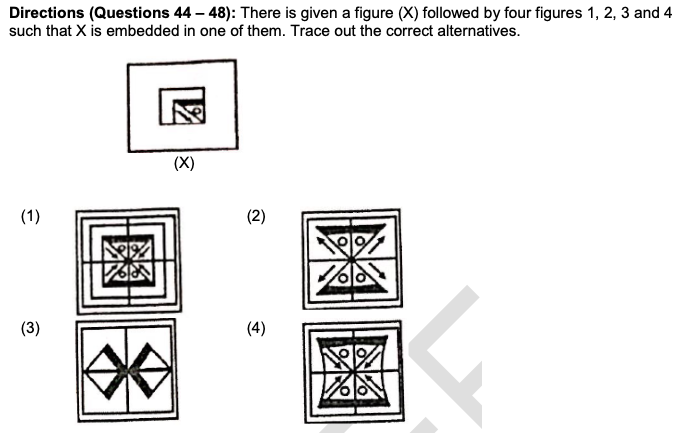 Directions (Questions 44 – 48): There is given a figure (X) followed by four figures 1, 2, 3 and 4
such that X is embedded in one of them. Trace out the correct alternatives.
(X)
(1)
(2)
(3)
(4)